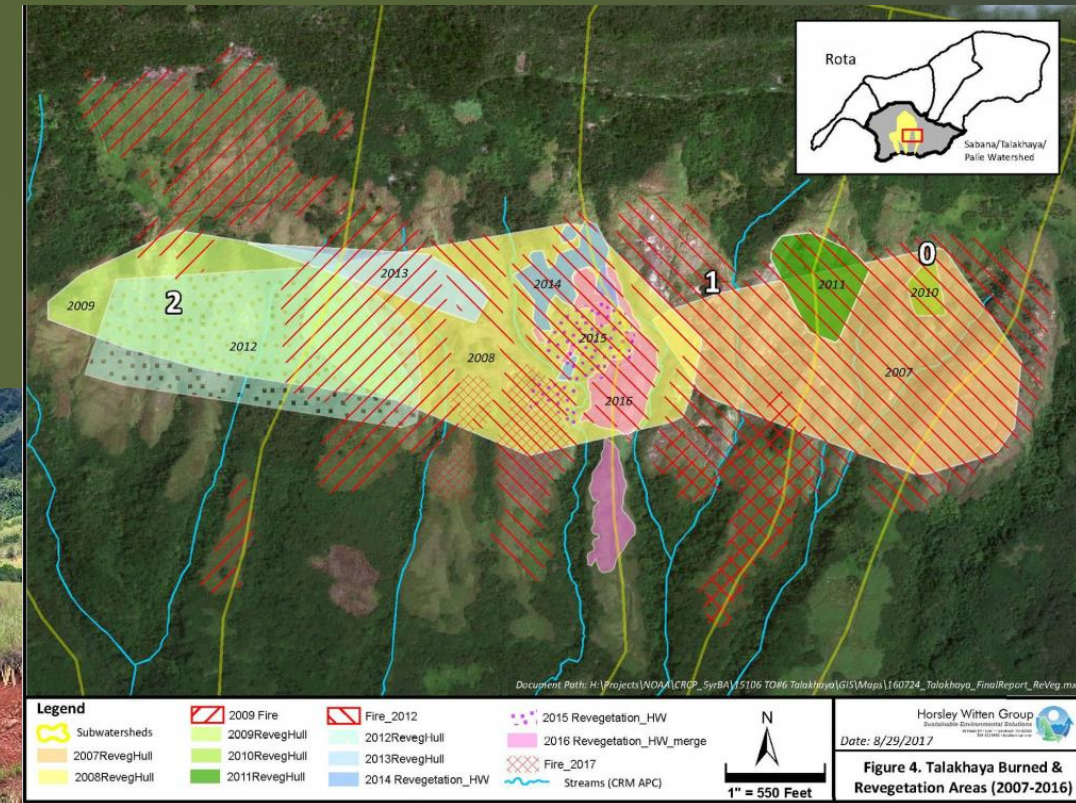 Rota
Sabana/Talakhaya/
Palie Watershed
2009
2
2012
2013
2008
2014
2015
2016
1
2011
0
2010
2007
Document Path: H:\Projects\NOAA\CRCP_5yrBA\15106 TO#6 Talakhaya\GIS\Maps\160724_Talakhaya_FinalReport_ReVeg.mx
Legend
Subwatersheds
2007RevegHull
2008RevegHull
2009 Fire
2009RevegHull
2010RevegHull
2011RevegHull
Fire_2012
2012RevegHull
2013RevegHull
2014 Revegetation_HW
2015 Revegetation_HW
2016 Revegetation_HW_merge
Fire_2017
Streams (CRM APC)
N
1" = 550 Feet
Horsley Witten Group
Sustainable Environmental Solutions
Date: 8/29/2017
Figure 4. Talakhaya Burned &
Revegetation Areas (2007-2016)